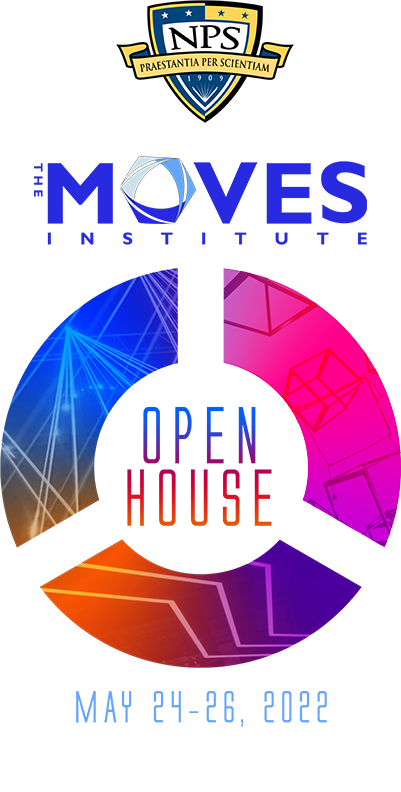 NPS
PRAESTANTIA PER SCIENTIAM
1909
THE
MOVES
INSTITUTE
OPEN
HOUSE
MAY 24-26, 2022